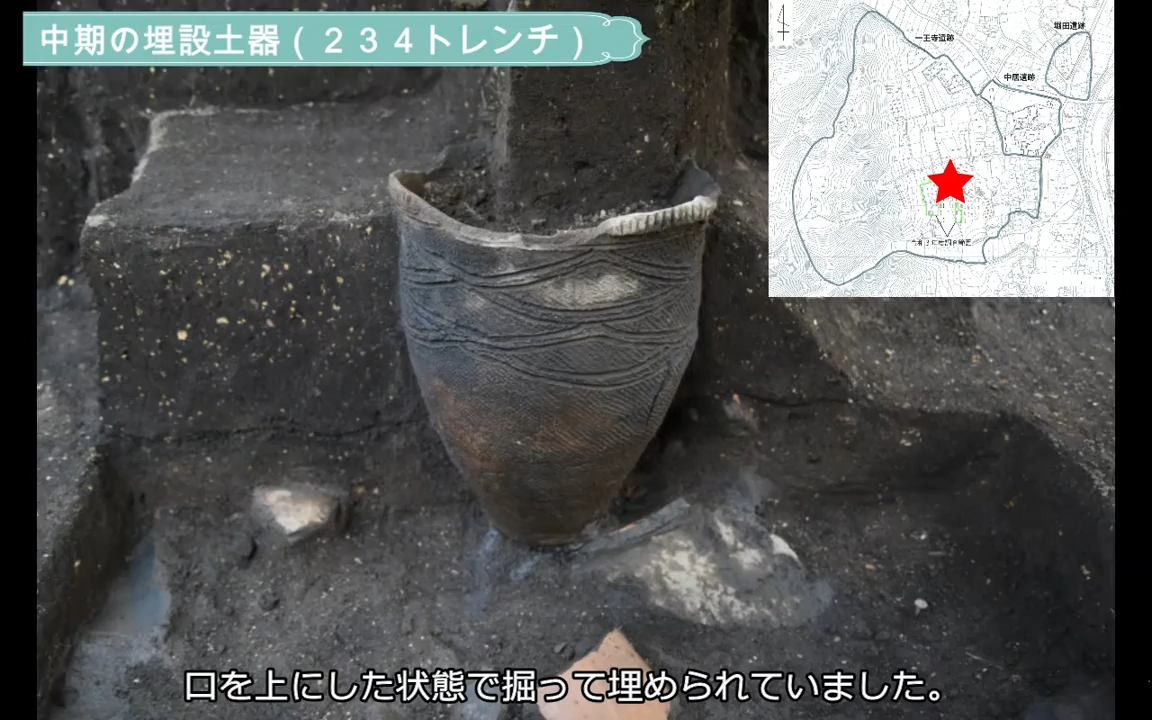 中期の埋設土器(234トレンチ)
堀田遺跡
一王寺遺跡
中居遺跡
口を上にした状態で掘って埋められていました。